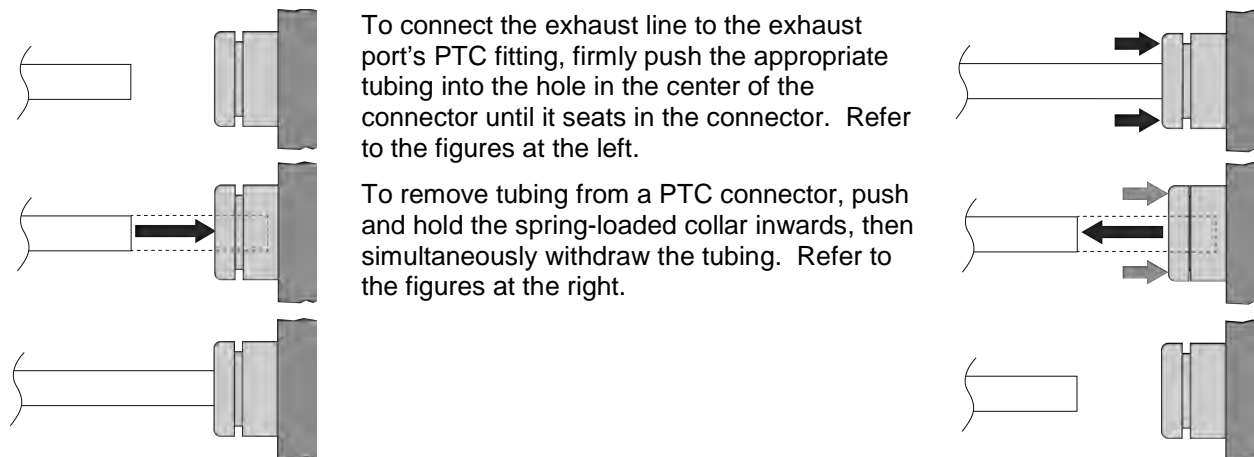 To connect the exhaust line to the exhaust
port's PTC fitting, firmly push the appropriate
tubing into the hole in the center of the
connector until it seats in the connector.  Refer
to the figures at the left.
To remove tubing from a PTC connector, push
and hold the spring-loaded collar inwards, then
simultaneously withdraw the tubing.  Refer to
the figures at the right.